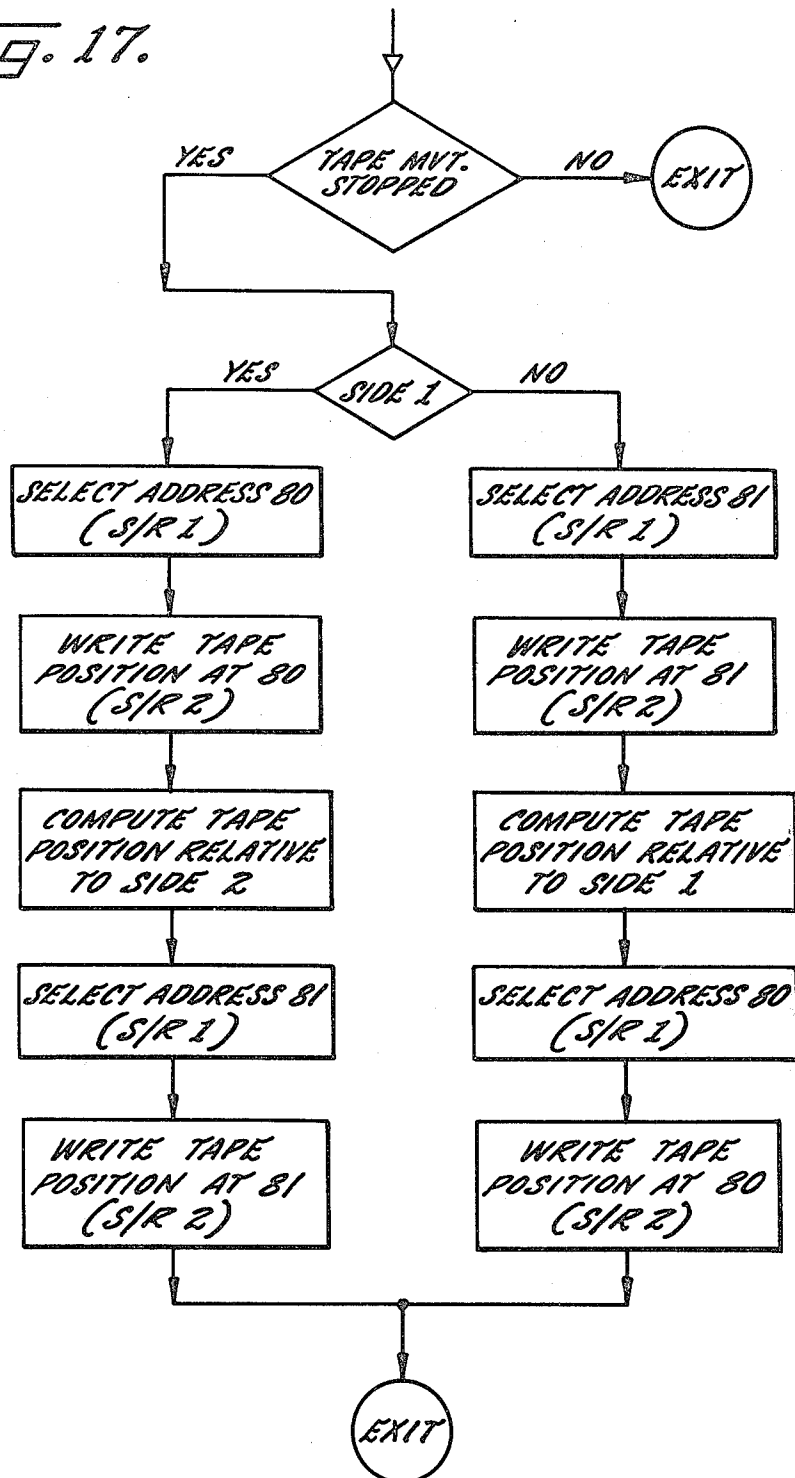 g. 17.
TAPE MVT.
STOPPED
YES
NO
EXIT
SIDE 1
YES
NO
SELECT ADDRESS 80
(S/R 1)
WRITE TAPE
POSITION AT 80
(S/R 2)
COMPUTE TAPE
POSITION RELATIVE
TO SIDE 2
SELECT ADDRESS 81
(S/R 1)
WRITE TAPE
POSITION AT 81
(S/R 2)
SELECT ADDRESS 81
(S/R 1)
WRITE TAPE
POSITION AT 81
(S/R 2)
COMPUTE TAPE
POSITION RELATIVE
TO SIDE 1
SELECT ADDRESS 80
(S/R 1)
WRITE TAPE
POSITION AT 80
(S/R 2)
EXIT